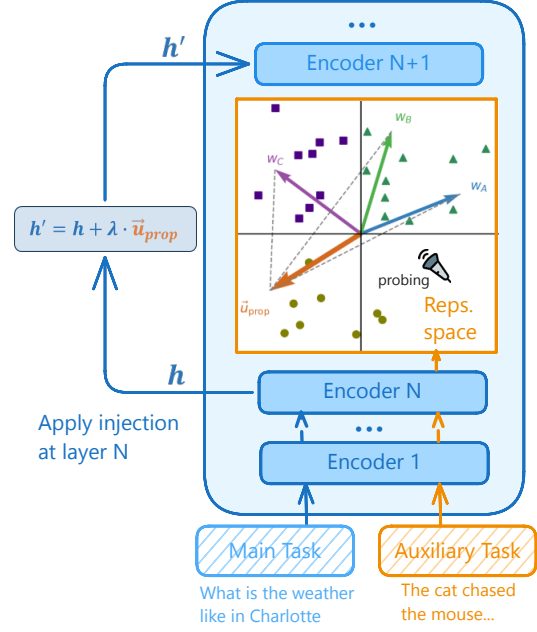 h′
Encoder N+1
w_B
w_C
w_A
h′ = h + λ · u⃗_prop
probing
u⃗_prop
Reps.
space
h
Encoder N
Apply injection
at layer N
...
Encoder 1
Main Task
Auxiliary Task
What is the weather
like in Charlotte
The cat chased
the mouse...